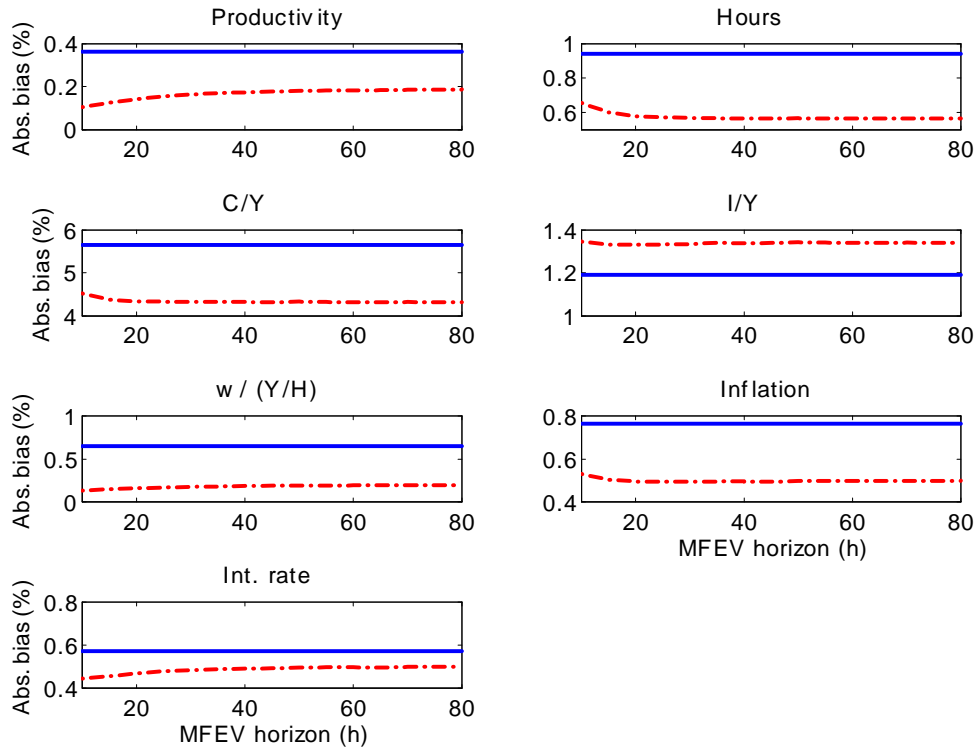 Productivity
Abs. bias (%)
0.4
0.2
0
20 40 60 80
Hours
1
0.8
0.6
20 40 60 80
C/Y
Abs. bias (%)
6
5
4
20 40 60 80
I/Y
1.4
1.2
1
20 40 60 80
w / (Y/H)
Abs. bias (%)
1
0.5
0
20 40 60 80
Inflation
0.8
0.6
0.4
20 40 60 80
MFEV horizon (h)
Int. rate
Abs. bias (%)
0.8
0.6
0.4
20 40 60 80
MFEV horizon (h)